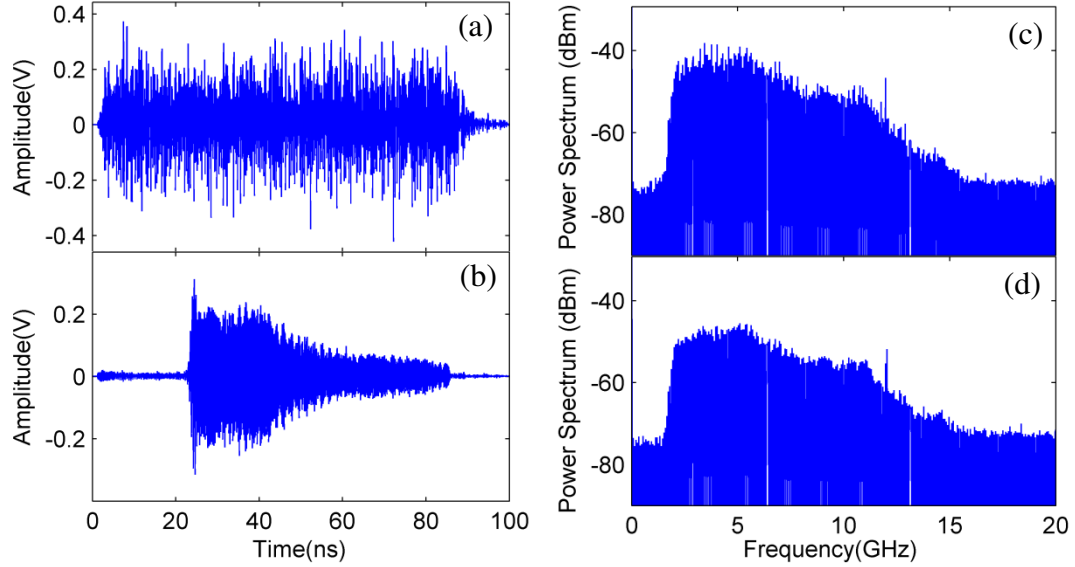 (a)
Amplitude(V)
0.4
0.2
0
-0.2
-0.4
(b)
Amplitude(V)
0.2
0
-0.2
0 20 40 60 80 100
Time(ns)
(c)
Power Spectrum (dBm)
-40
-60
-80
(d)
Power Spectrum (dBm)
-40
-60
-80
0 5 10 15 20
Frequency(GHz)